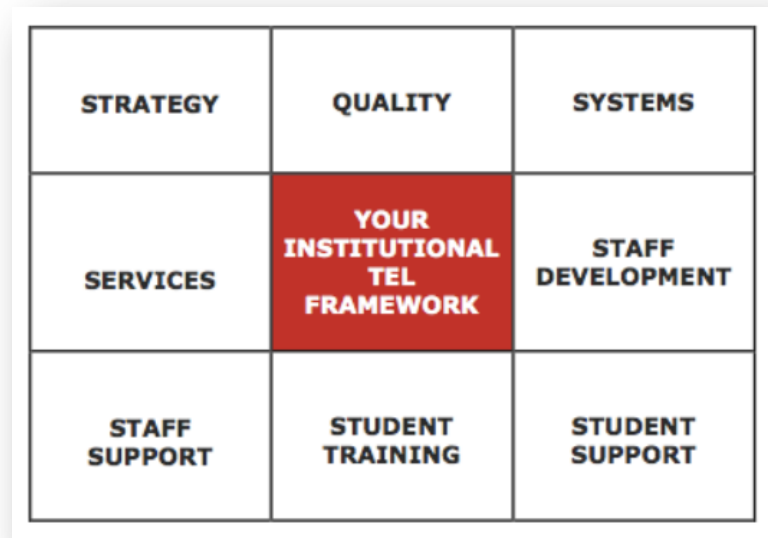 STRATEGY
QUALITY
SYSTEMS
SERVICES
YOUR
INSTITUTIONAL
TEL
FRAMEWORK
STAFF
DEVELOPMENT
STAFF
SUPPORT
STUDENT
TRAINING
STUDENT
SUPPORT